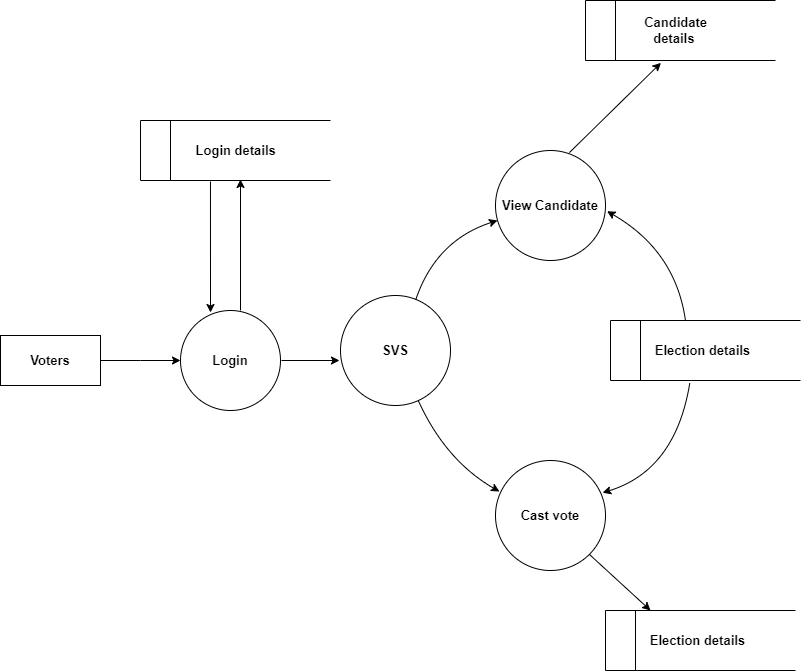 Candidate
details
Login details
View Candidate
Voters
Login
SVS
Election details
Cast vote
Election details